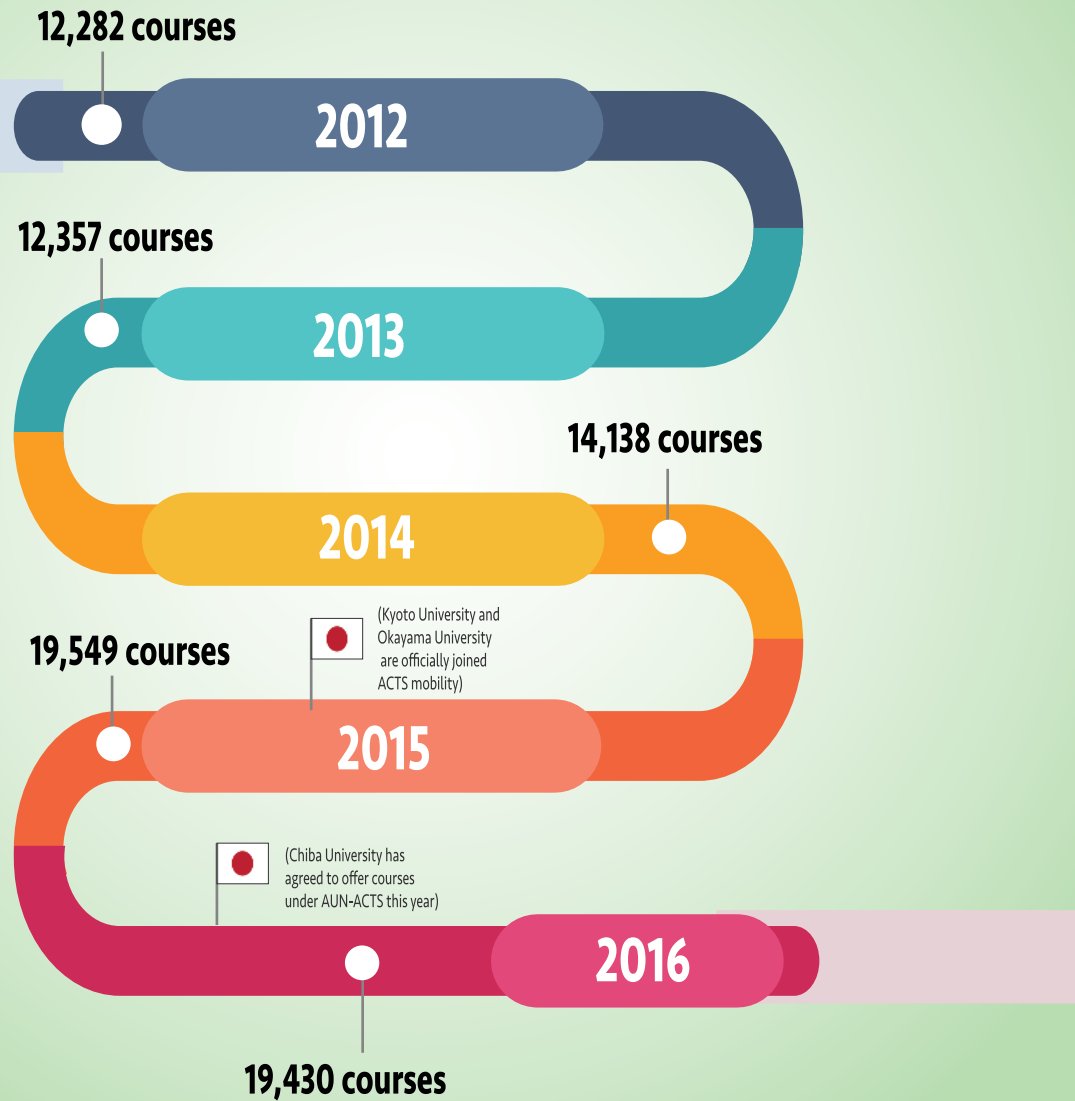 12,282 courses
2012
12,357 courses
2013
14,138 courses
2014
(Kyoto University and
Okayama University
are officially joined
ACTS mobility)
19,549 courses
2015
(Chiba University has
agreed to offer courses
under AUN-ACTS this year)
2016
19,430 courses